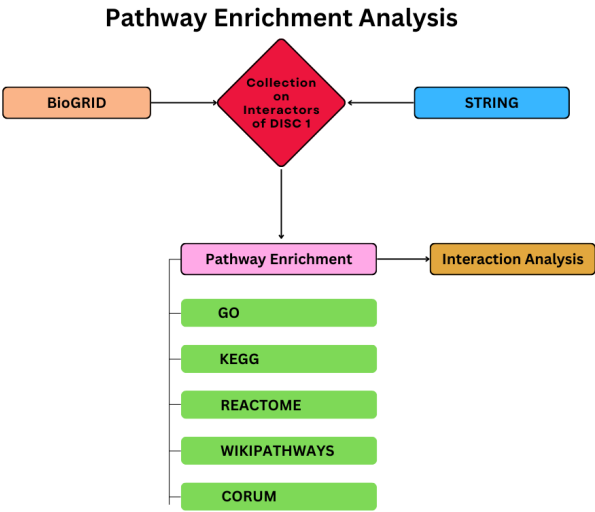 Pathway Enrichment Analysis
BioGRID
Collection
on
Interactors
of DISC 1
STRING
Pathway Enrichment
Interaction Analysis
GO
KEGG
REACTOME
WIKIPATHWAYS
CORUM